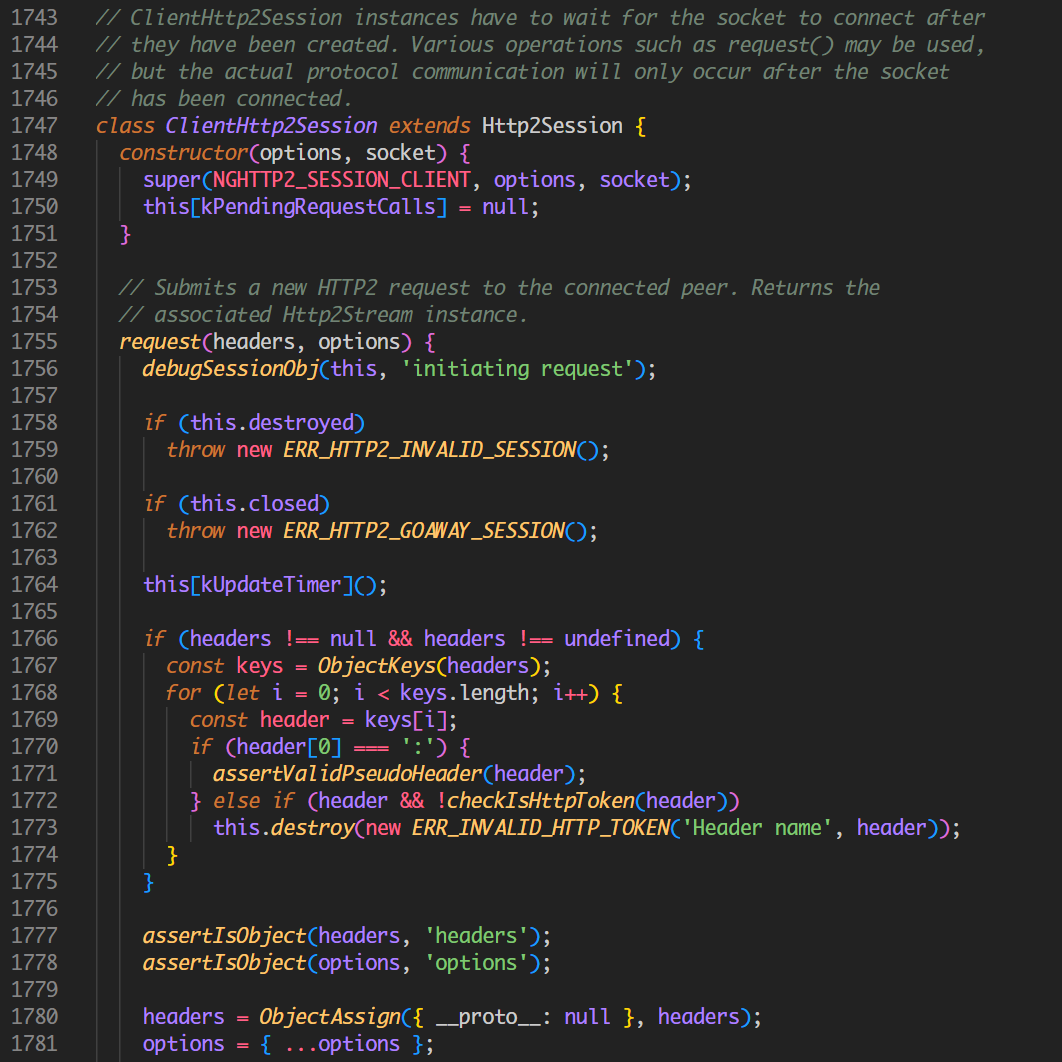 1743 // ClientHttp2Session instances have to wait for the socket to connect after
1744 // they have been created. Various operations such as request() may be used,
1745 // but the actual protocol communication will only occur after the socket
1746 // has been connected.
1747 class ClientHttp2Session extends Http2Session {
1748   constructor(options, socket) {
1749     super(NGHTTP2_SESSION_CLIENT, options, socket);
1750     this[kPendingRequestCalls] = null;
1751   }
1752
1753   // Submits a new HTTP2 request to the connected peer. Returns the
1754   // associated Http2Stream instance.
1755   request(headers, options) {
1756     debugSessionObj(this, 'initiating request');
1757
1758     if (this.destroyed)
1759       throw new ERR_HTTP2_INVALID_SESSION();
1760
1761     if (this.closed)
1762       throw new ERR_HTTP2_GOAWAY_SESSION();
1763
1764     this[kUpdateTimer]();
1765
1766     if (headers !== null && headers !== undefined) {
1767       const keys = ObjectKeys(headers);
1768       for (let i = 0; i < keys.length; i++) {
1769         const header = keys[i];
1770         if (header[0] === ':') {
1771           assertValidPseudoHeader(header);
1772         } else if (header && !checkIsHttpToken(header))
1773           this.destroy(new ERR_INVALID_HTTP_TOKEN('Header name', header));
1774       }
1775     }
1776
1777     assertIsObject(headers, 'headers');
1778     assertIsObject(options, 'options');
1779
1780     headers = ObjectAssign({ __proto__: null }, headers);
1781     options = { ...options };